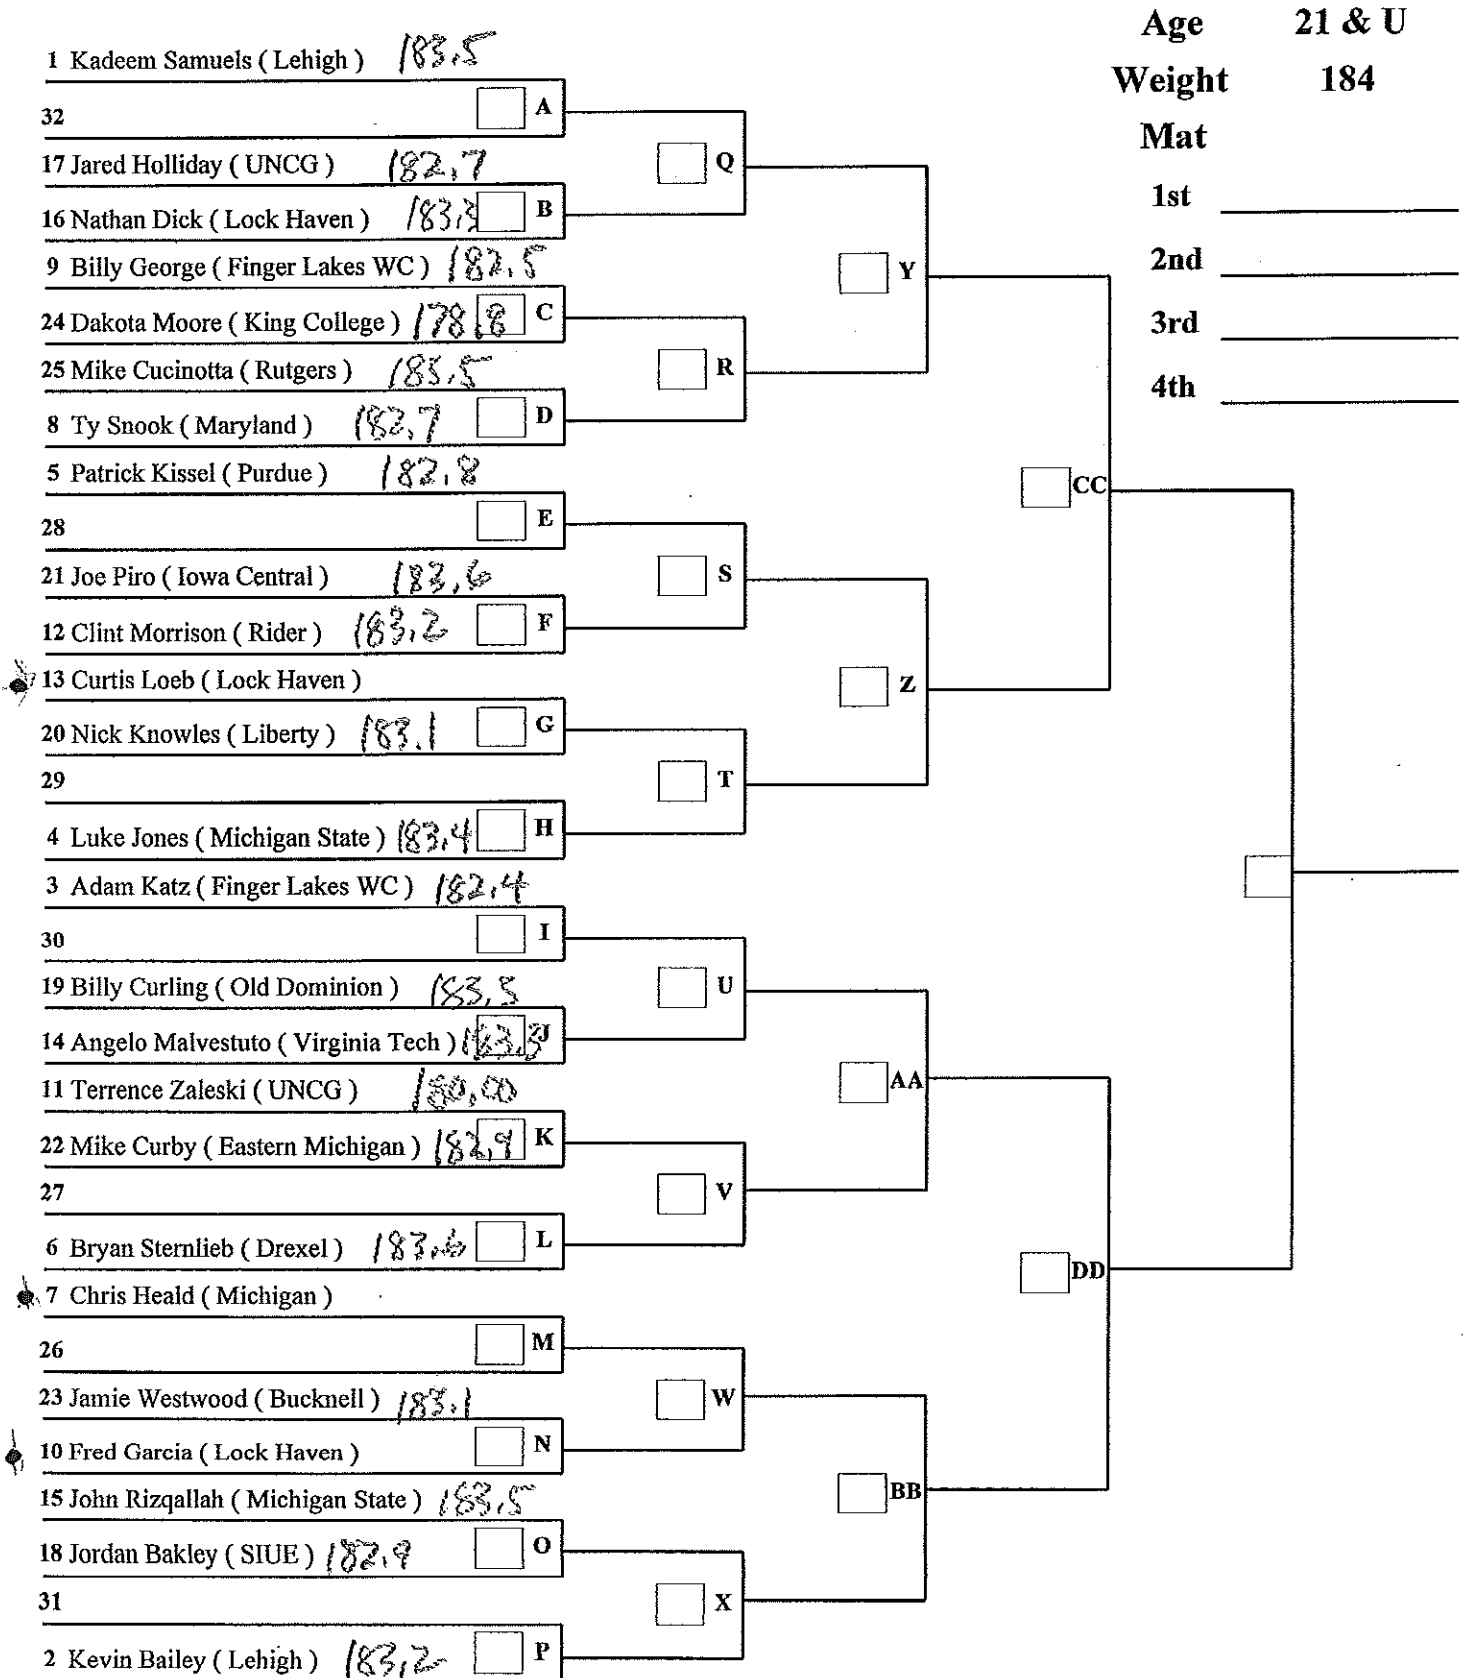 Age 21 & U
Weight 184
Mat
1st
2nd
3rd
4th
1 Kadeem Samuels ( Lehigh ) 183.5
32 A
17 Jared Holliday ( UNCG ) 182.7
Q
16 Nathan Dick ( Lock Haven ) 183.3 B
9 Billy George ( Finger Lakes WC ) 182.5
Y
24 Dakota Moore ( King College ) 178.8 C
25 Mike Cucinotta ( Rutgers ) 183.5
R
8 Ty Snook ( Maryland ) 182.7 D
5 Patrick Kissel ( Purdue ) 182.8
CC
28 E
21 Joe Piro ( Iowa Central ) 183.6
S
12 Clint Morrison ( Rider ) 183.2 F
13 Curtis Loeb ( Lock Haven )
Z
20 Nick Knowles ( Liberty ) 183.1 G
29
T
4 Luke Jones ( Michigan State ) 183.4 H
3 Adam Katz ( Finger Lakes WC ) 182.4
30 I
19 Billy Curling ( Old Dominion ) 183.3
U
14 Angelo Malvestuto ( Virginia Tech ) J
11 Terrence Zaleski ( UNCG ) 180.00
AA
22 Mike Curby ( Eastern Michigan ) 182.9 K
27
V
6 Bryan Sternlieb ( Drexel ) 183.6 L
DD
7 Chris Heald ( Michigan )
26 M
23 Jamie Westwood ( Bucknell ) 183.1
W
10 Fred Garcia ( Lock Haven ) N
15 John Rizqallah ( Michigan State ) 183.5
BB
18 Jordan Bakley ( SIUE ) 182.9 O
31
X
2 Kevin Bailey ( Lehigh ) 183.2 P